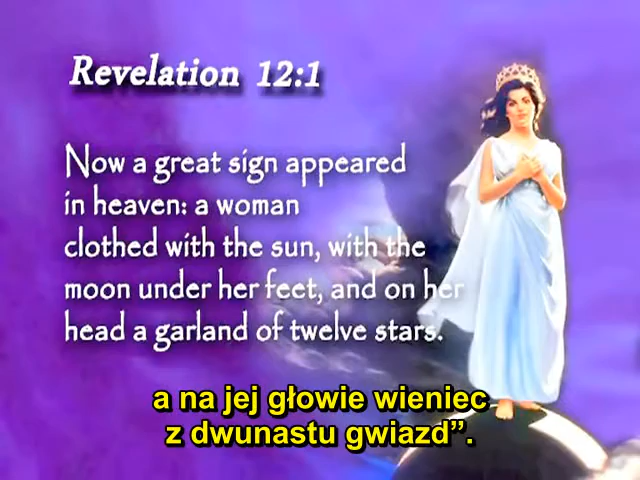 Revelation 12:1
Now a great sign appeared
in heaven: a woman
clothed with the sun, with the
moon under her feet, and on her
head a garland of twelve stars.
a na jej głowie wieniec
z dwunastu gwiazd”.